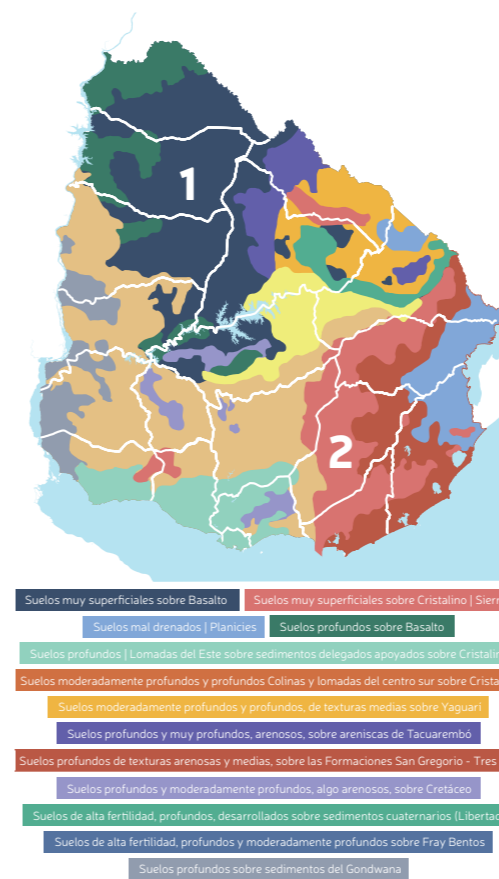 1
2
Suelos muy superficiales sobre Basalto
Suelos muy superficiales sobre Cristalino | Sierr
Suelos mal drenados | Planicies
Suelos profundos sobre Basalto
Suelos profundos | Lomadas del Este sobre sedimentos delegados apoyados sobre Cristalin
Suelos moderadamente profundos y profundos Colinas y lomadas del centro sur sobre Crista
Suelos moderadamente profundos y profundos, de texturas medias sobre Yaguarí
Suelos profundos y muy profundos, arenosos, sobre areniscas de Tacuarembó
Suelos profundos de texturas arenosas y medias, sobre las Formaciones San Gregorio - Tres
Suelos profundos y moderadamente profundos, algo arenosos, sobre Cretáceo
Suelos de alta fertilidad, profundos, desarrollados sobre sedimentos cuaternarios (Libertad
Suelos de alta fertilidad, profundos y moderadamente profundos sobre Fray Bentos
Suelos profundos sobre sedimentos del Gondwana